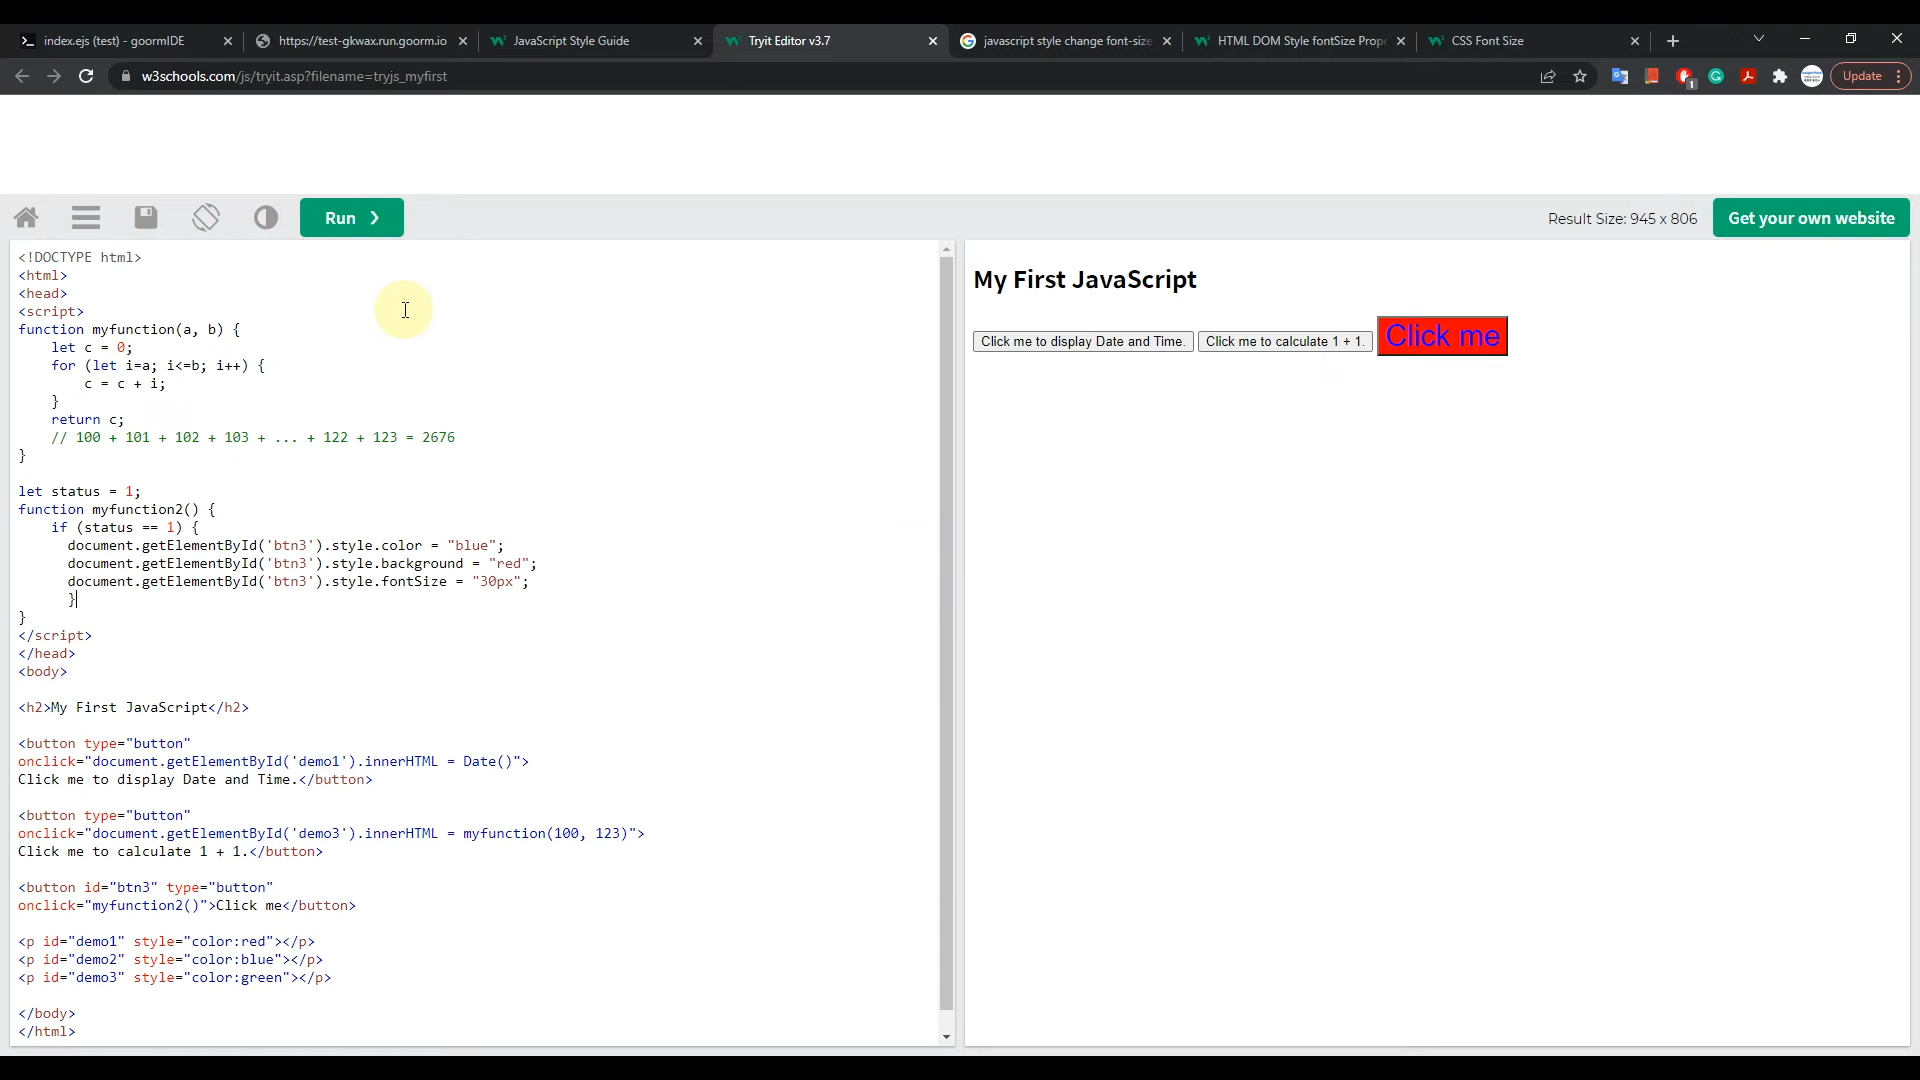 index.ejs (test) - goormIDE
https://test-gkwax.run.goorm.io
JavaScript Style Guide
Tryit Editor v3.7
javascript style change font-size
HTML DOM Style fontSize Prop
CSS Font Size
w3schools.com/js/tryit.asp?filename=tryjs_myfirst
1
Update
Run ❯
Result Size: 945 x 806
Get your own website
<!DOCTYPE html>
<html>
<head>
<script>
function myfunction(a, b) {
    let c = 0;
    for (let i=a; i<=b; i++) {
        c = c + i;
    }
    return c;
    // 100 + 101 + 102 + 103 + ... + 122 + 123 = 2676
}
let status = 1;
function myfunction2() {
    if (status == 1) {
      document.getElementById('btn3').style.color = "blue";
      document.getElementById('btn3').style.background = "red";
      document.getElementById('btn3').style.fontSize = "30px";
      }
}
</script>
</head>
<body>
<h2>My First JavaScript</h2>
<button type="button"
onclick="document.getElementById('demo1').innerHTML = Date()">
Click me to display Date and Time.</button>
<button type="button"
onclick="document.getElementById('demo3').innerHTML = myfunction(100, 123)">
Click me to calculate 1 + 1.</button>
<button id="btn3" type="button"
onclick="myfunction2()">Click me</button>
<p id="demo1" style="color:red"></p>
<p id="demo2" style="color:blue"></p>
<p id="demo3" style="color:green"></p>
</body>
</html>
My First JavaScript
Click me to display Date and Time.
Click me to calculate 1 + 1.
Click me